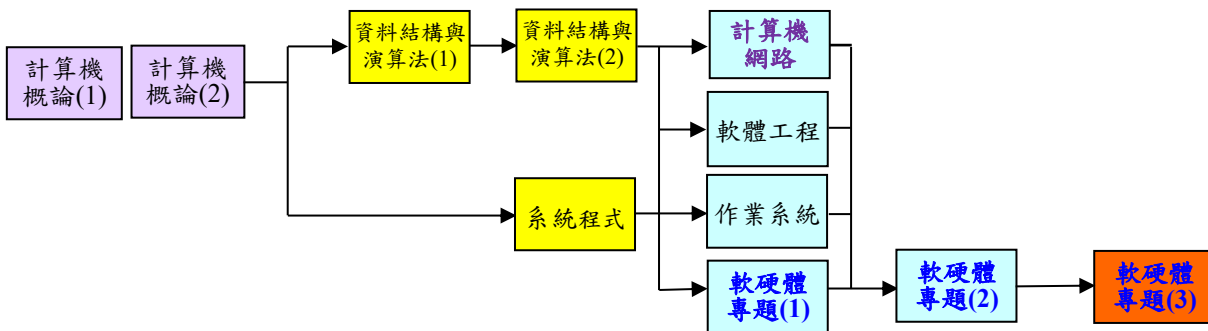 計算機
概論(1)
計算機
概論(2)
資料結構與
演算法(1)
資料結構與
演算法(2)
系統程式
計算機
網路
軟體工程
作業系統
軟硬體
專題(1)
軟硬體
專題(2)
軟硬體
專題(3)